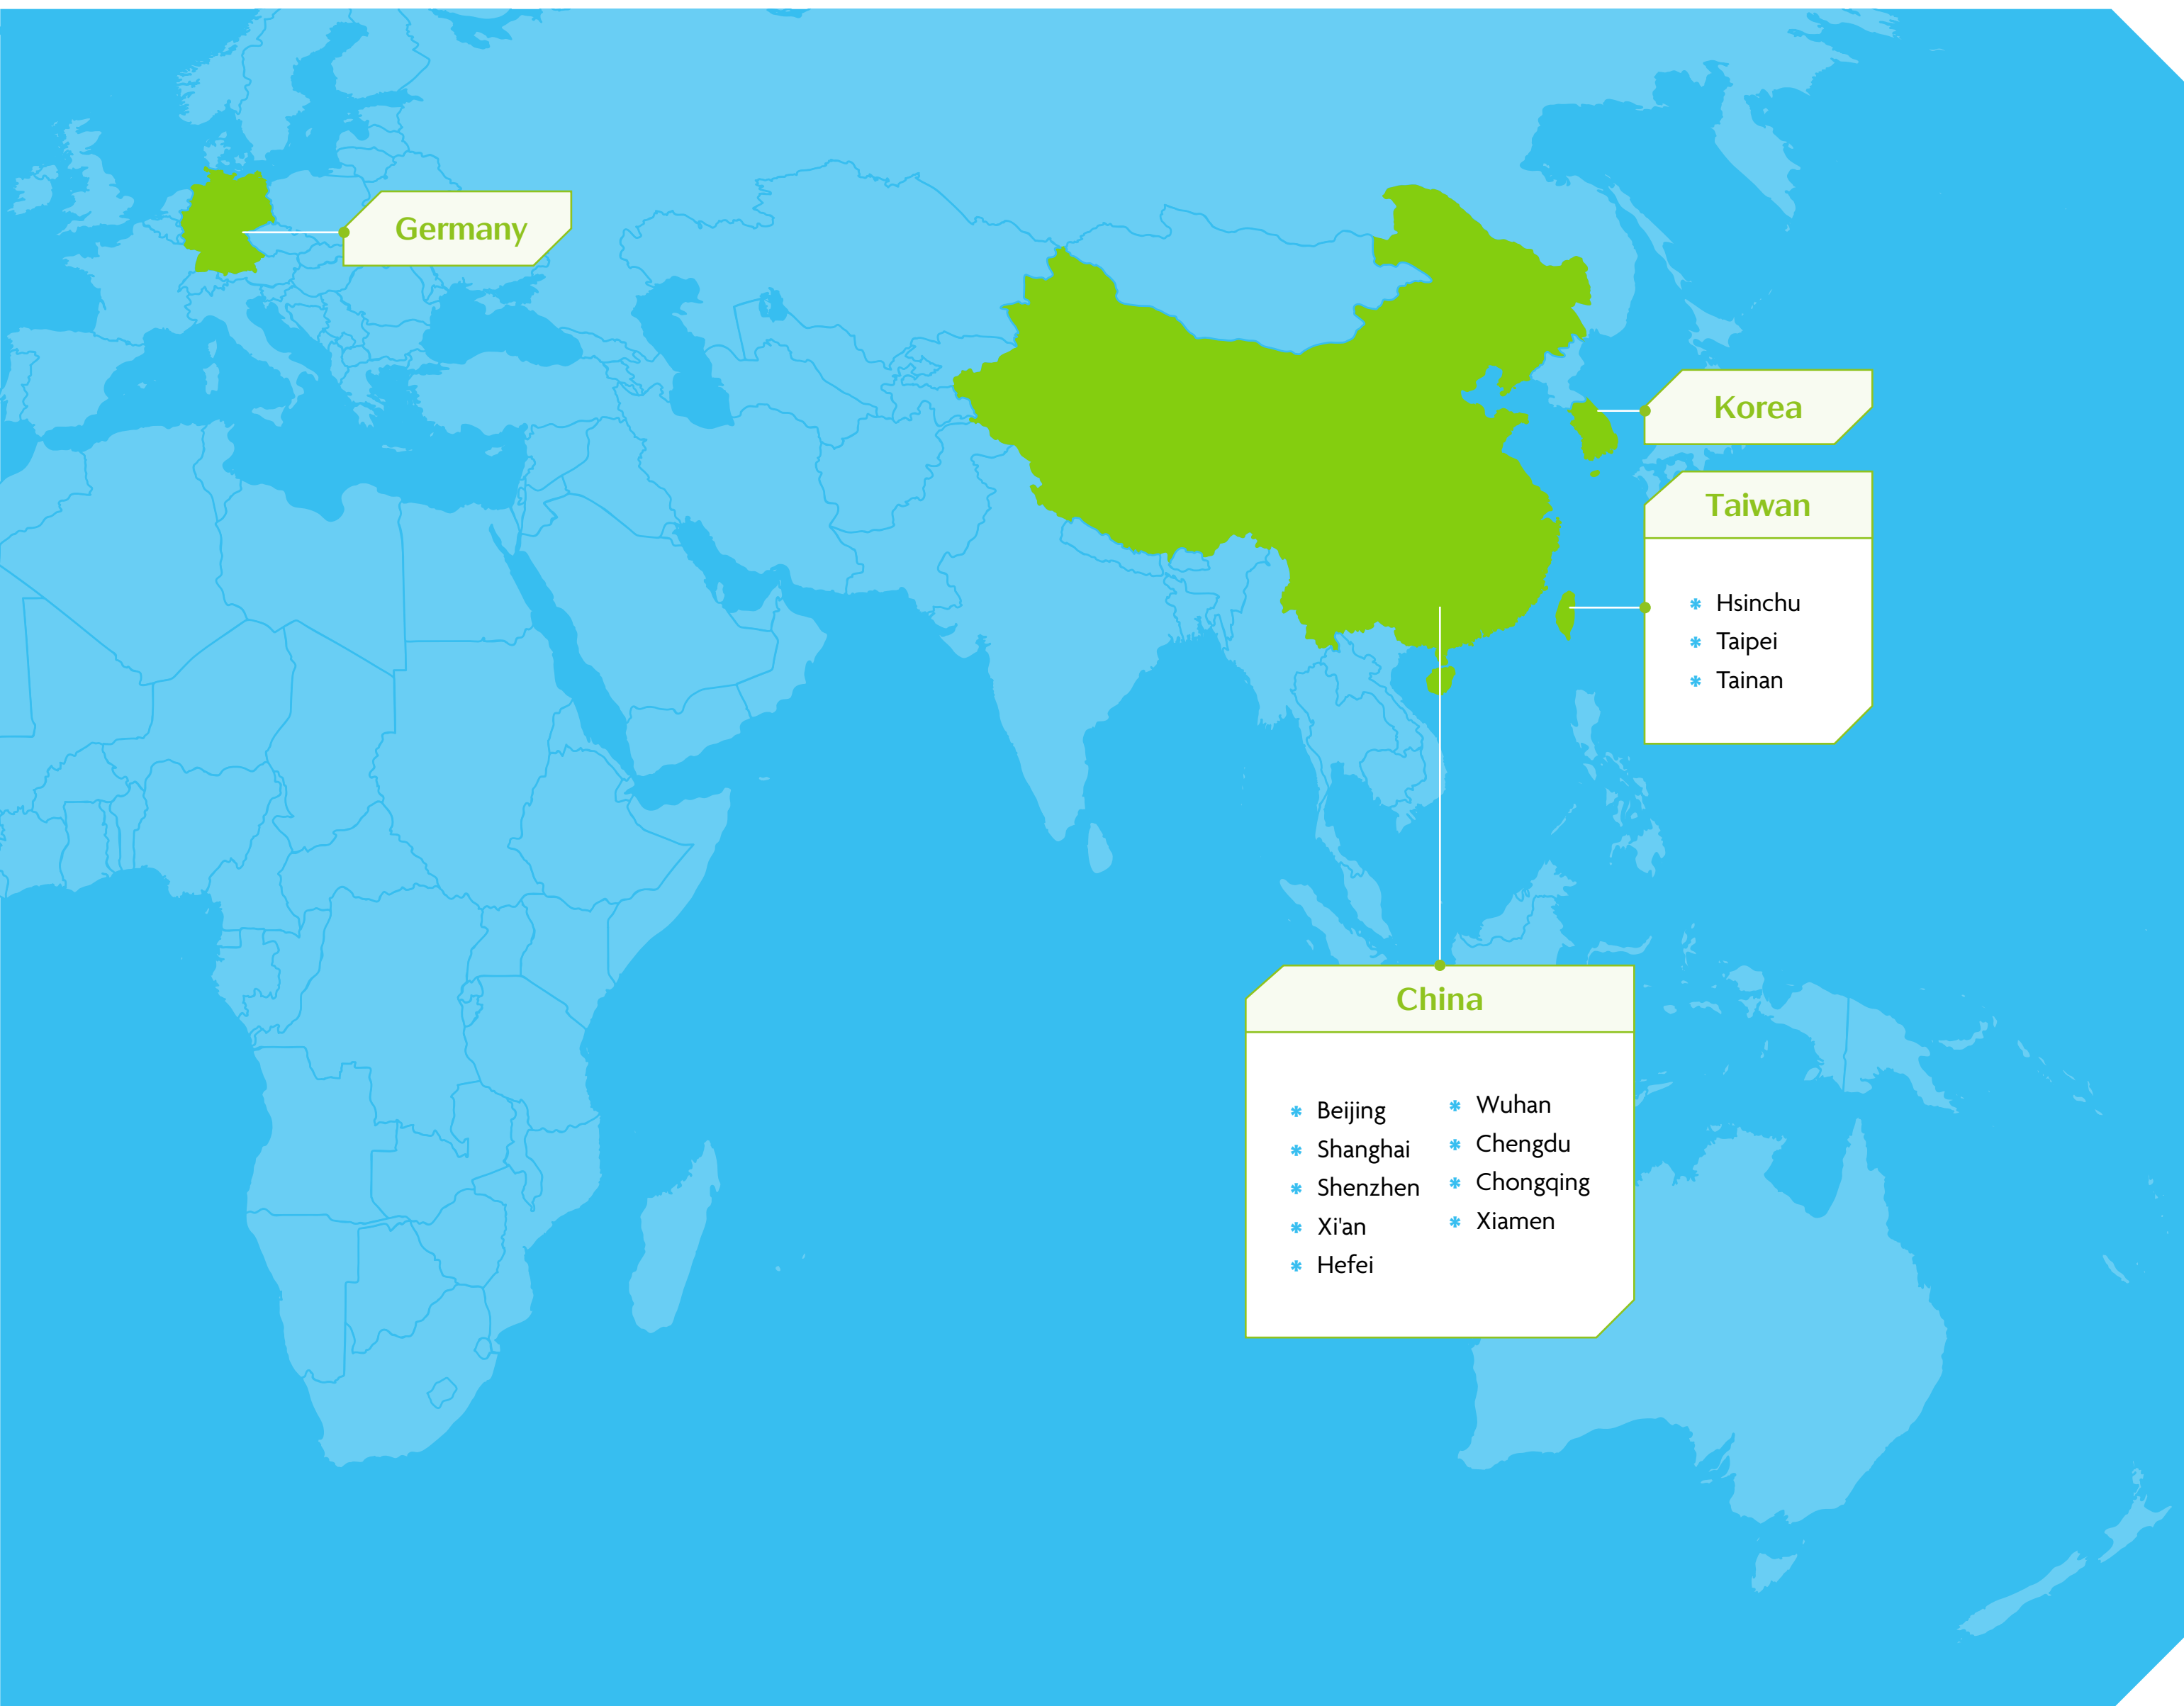 Germany
Korea
Taiwan
* Hsinchu
* Taipei
* Tainan
China
* Beijing
* Shanghai
* Shenzhen
* Xi'an
* Hefei
* Wuhan
* Chengdu
* Chongqing
* Xiamen